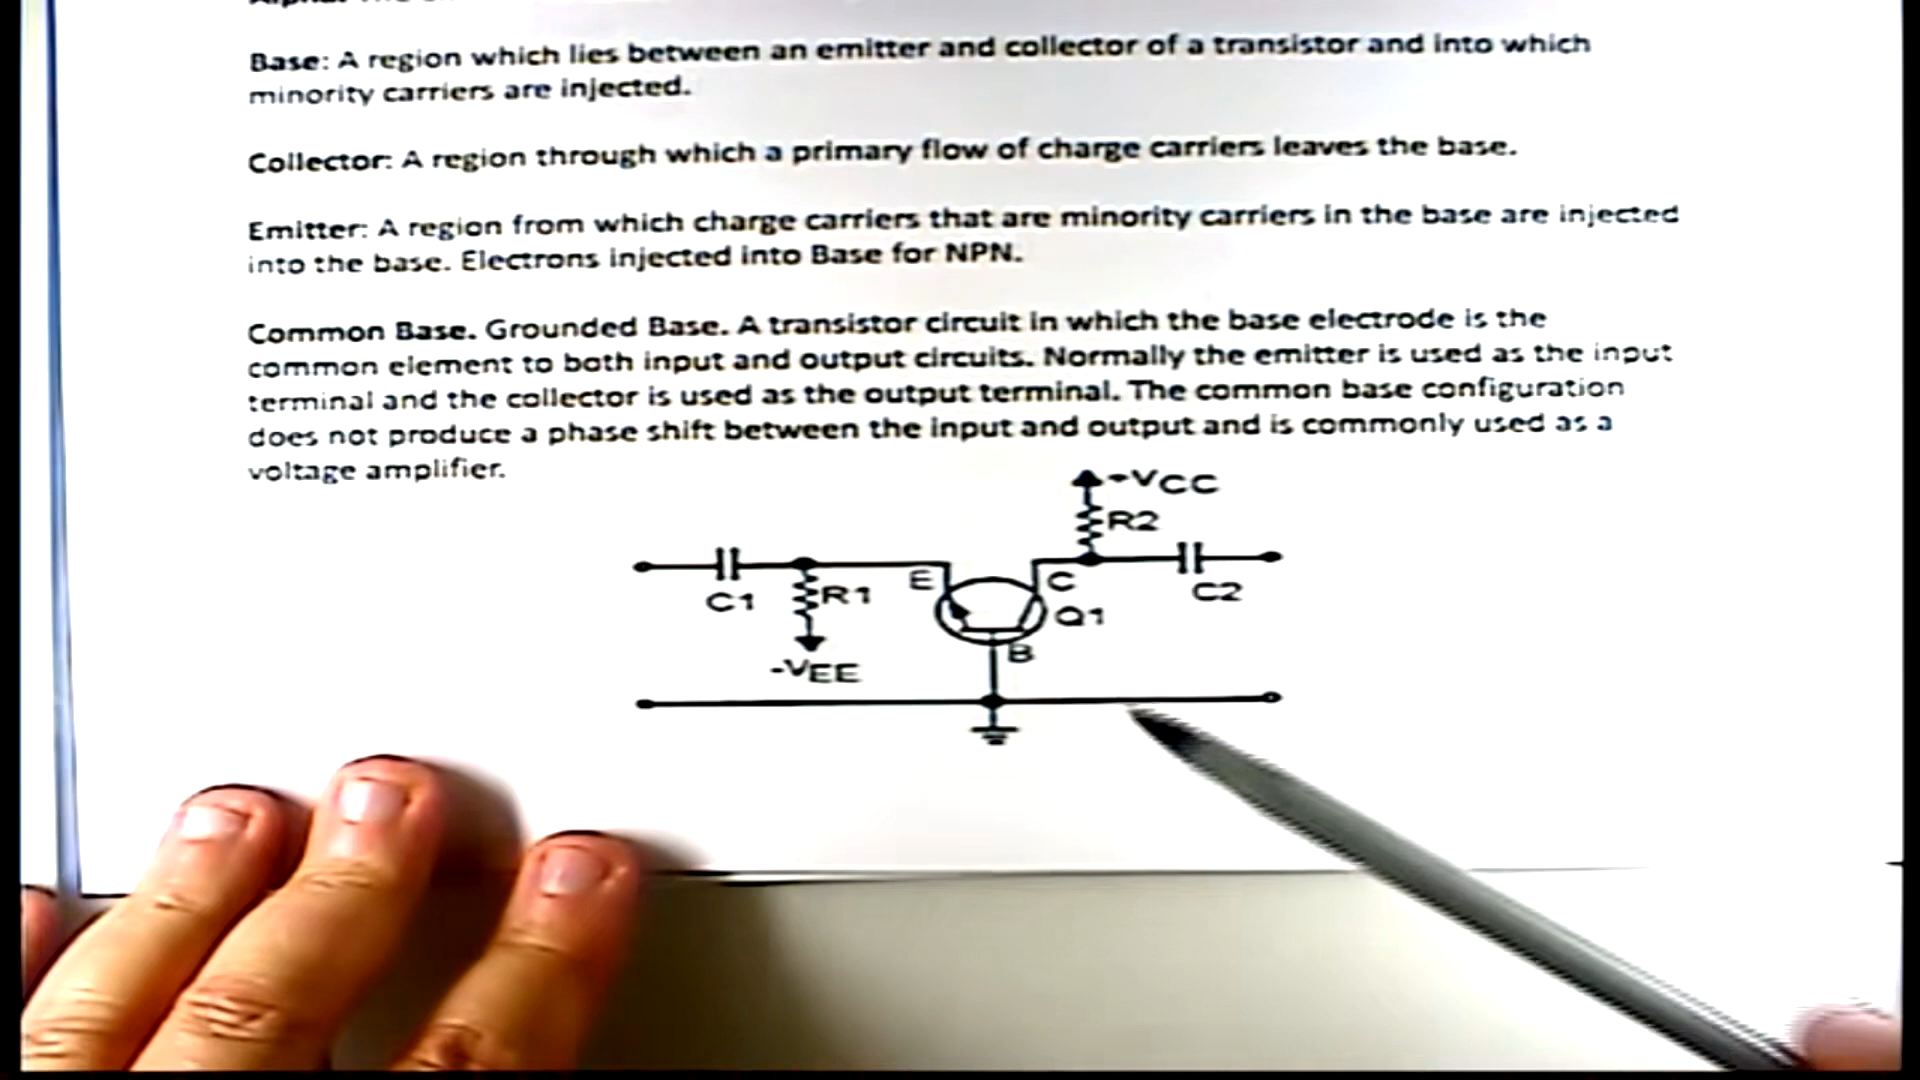 Base: A region which lies between an emitter and collector of a transistor and into which
minority carriers are injected.
Collector: A region through which a primary flow of charge carriers leaves the base.
Emitter: A region from which charge carriers that are minority carriers in the base are injected
into the base. Electrons injected into Base for NPN.
Common Base. Grounded Base. A transistor circuit in which the base electrode is the
common element to both input and output circuits. Normally the emitter is used as the input
terminal and the collector is used as the output terminal. The common base configuration
does not produce a phase shift between the input and output and is commonly used as a
voltage amplifier.
+VCC
R2
E
C
C1
R1
C2
Q1
B
-VEE